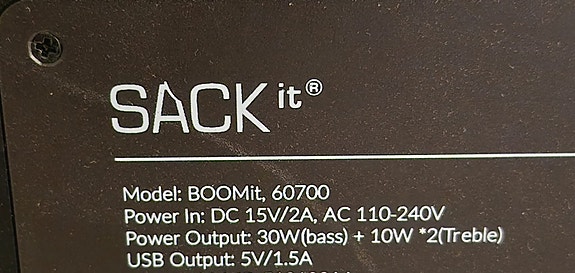 SACK it®
Model: BOOMit, 60700
Power In: DC 15V/2A, AC 110-240V
Power Output: 30W(bass) + 10W *2(Treble)
USB Output: 5V/1.5A